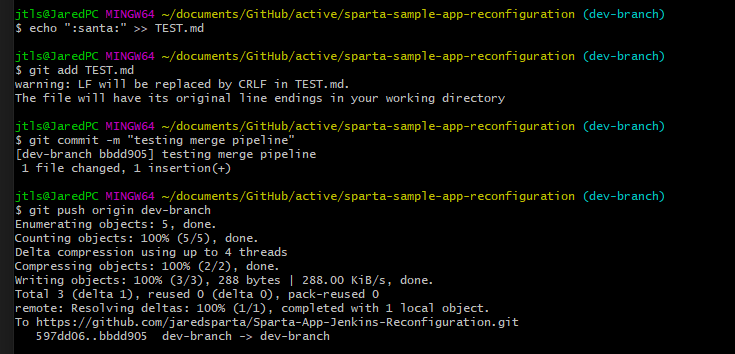 jtls@JaredPC MINGW64 ~/documents/GitHub/active/sparta-sample-app-reconfiguration (dev-branch)
$ echo ":santa:" >> TEST.md
jtls@JaredPC MINGW64 ~/documents/GitHub/active/sparta-sample-app-reconfiguration (dev-branch)
$ git add TEST.md
warning: LF will be replaced by CRLF in TEST.md.
The file will have its original line endings in your working directory
jtls@JaredPC MINGW64 ~/documents/GitHub/active/sparta-sample-app-reconfiguration (dev-branch)
$ git commit -m "testing merge pipeline"
[dev-branch bbdd905] testing merge pipeline
 1 file changed, 1 insertion(+)
jtls@JaredPC MINGW64 ~/documents/GitHub/active/sparta-sample-app-reconfiguration (dev-branch)
$ git push origin dev-branch
Enumerating objects: 5, done.
Counting objects: 100% (5/5), done.
Delta compression using up to 4 threads
Compressing objects: 100% (2/2), done.
Writing objects: 100% (3/3), 288 bytes | 288.00 KiB/s, done.
Total 3 (delta 1), reused 0 (delta 0), pack-reused 0
remote: Resolving deltas: 100% (1/1), completed with 1 local object.
To https://github.com/jaredsparta/Sparta-App-Jenkins-Reconfiguration.git
   597dd06..bbdd905  dev-branch -> dev-branch